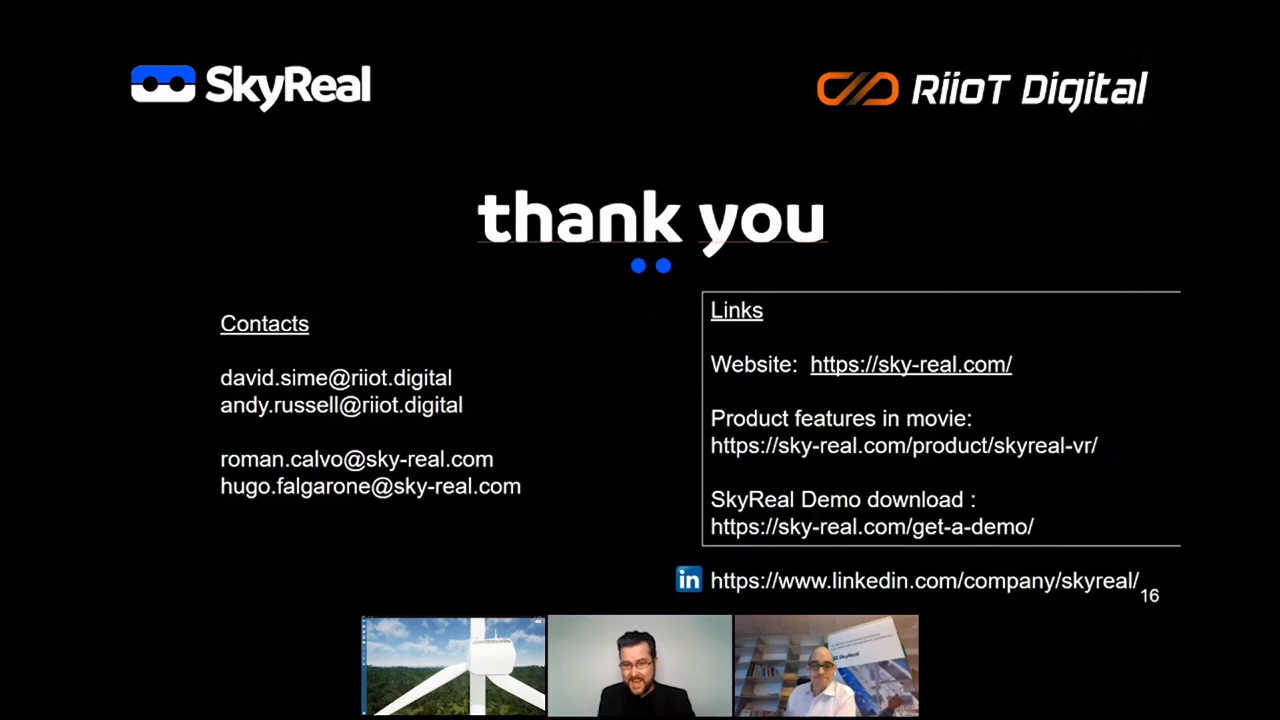 SkyReal
RiioT Digital
thank you
Contacts
david.sime@riiot.digital
andy.russell@riiot.digital
roman.calvo@sky-real.com
hugo.falgarone@sky-real.com
Links
Website: https://sky-real.com/
Product features in movie:
https://sky-real.com/product/skyreal-vr/
SkyReal Demo download :
https://sky-real.com/get-a-demo/
in https://www.linkedin.com/company/skyreal/
16
SkyReal